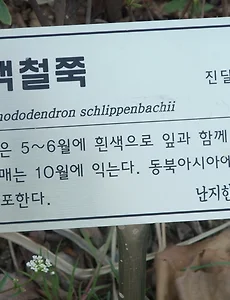 백철쭉 진달
hododendron schlippenbachii
은 5~6월에 흰색으로 잎과 함께
매는 10월에 익는다. 동북아시아에
포한다. 난지한